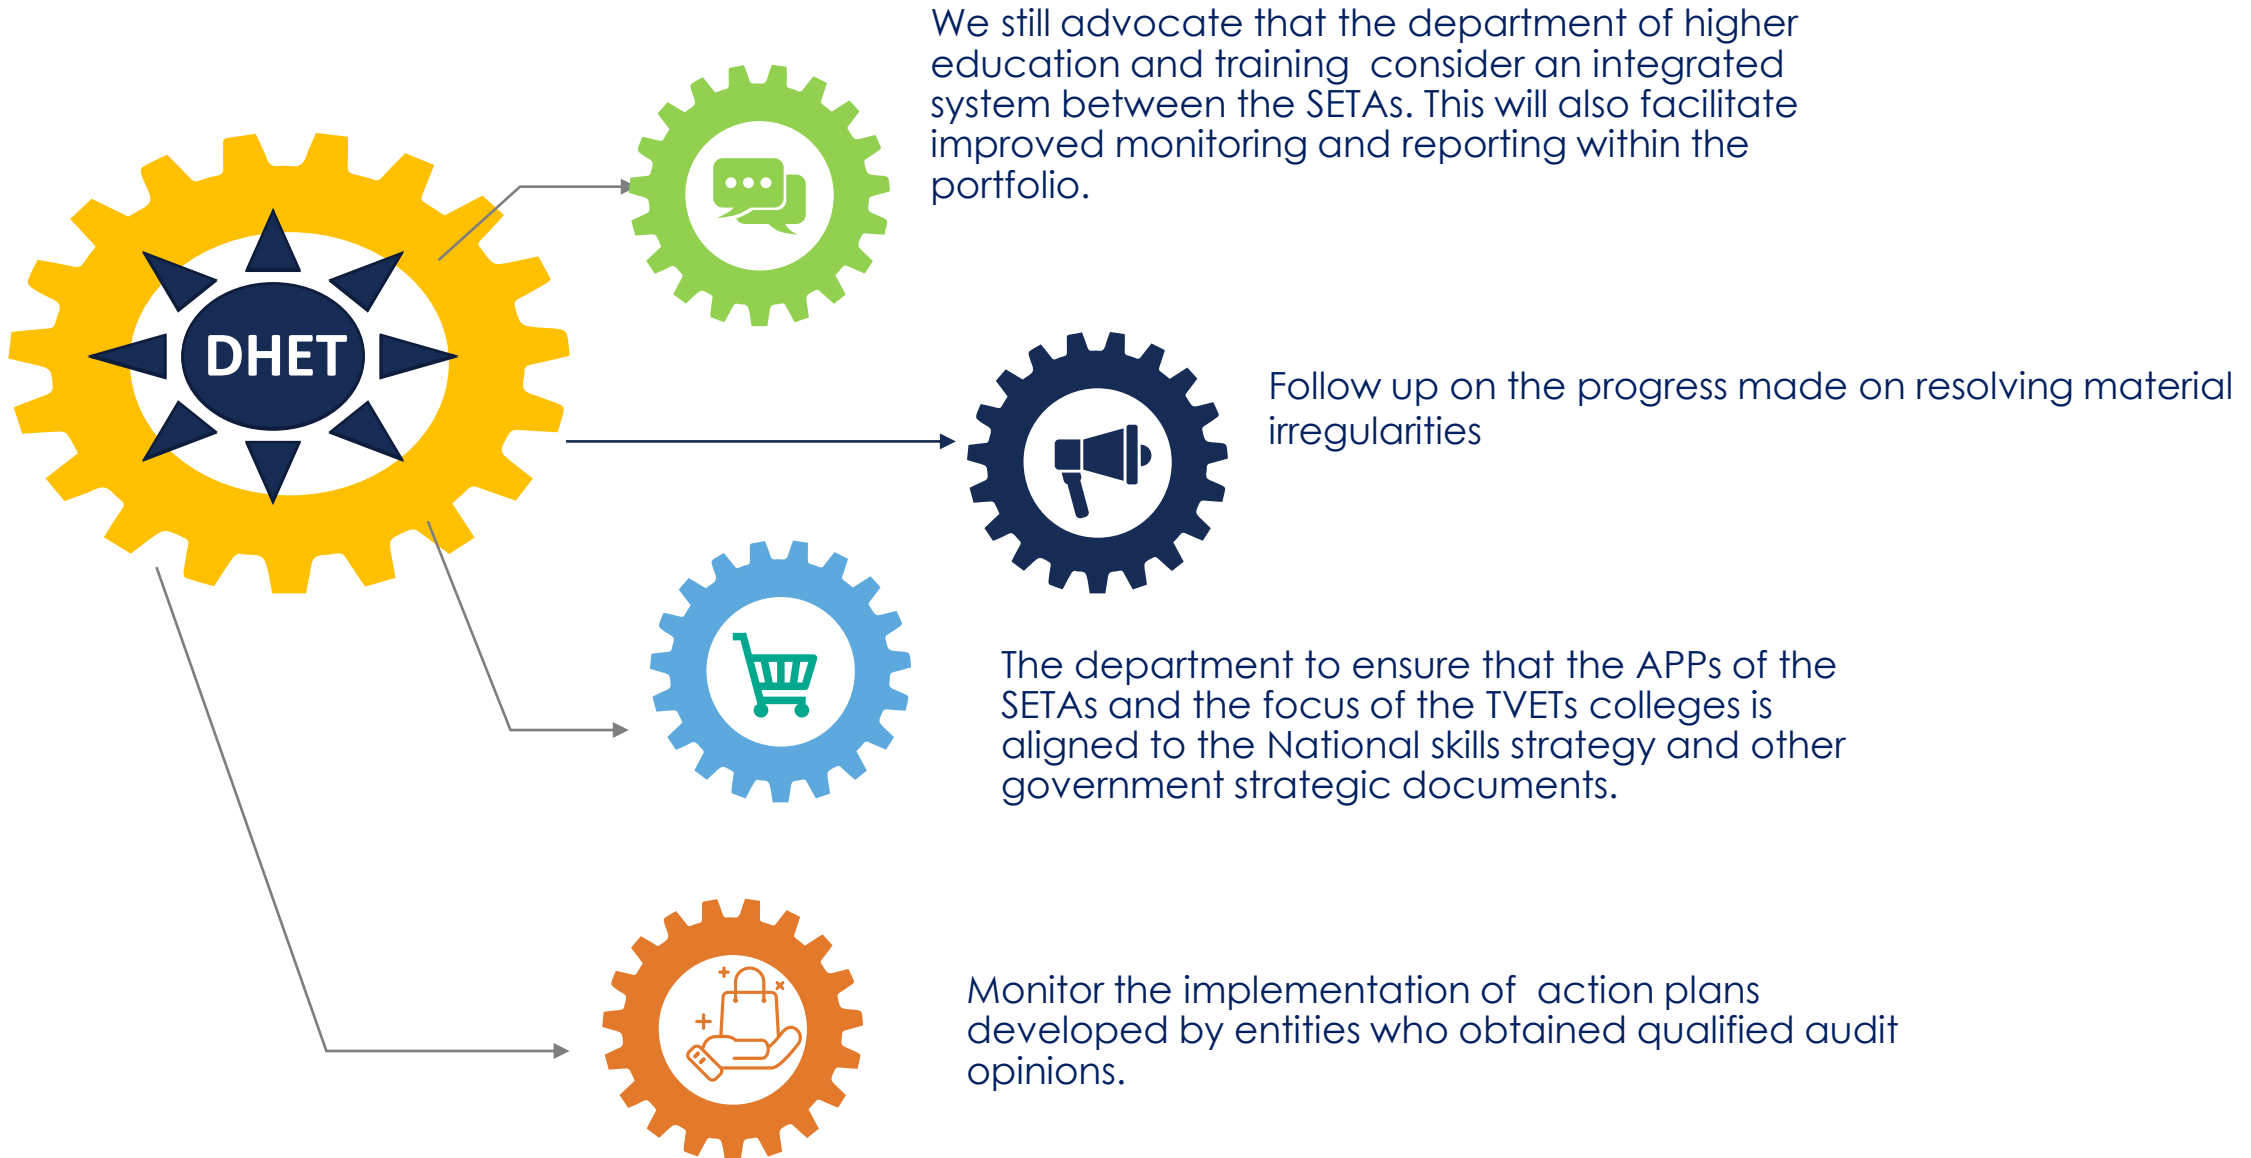 We still advocate that the department of higher
education and training  consider an integrated
system between the SETAs. This will also facilitate
improved monitoring and reporting within the
portfolio.
DHET
Follow up on the progress made on resolving material
irregularities
The department to ensure that the APPs of the
SETAs and the focus of the TVETs colleges is
aligned to the National skills strategy and other
government strategic documents.
Monitor the implementation of  action plans
developed by entities who obtained qualified audit
opinions.